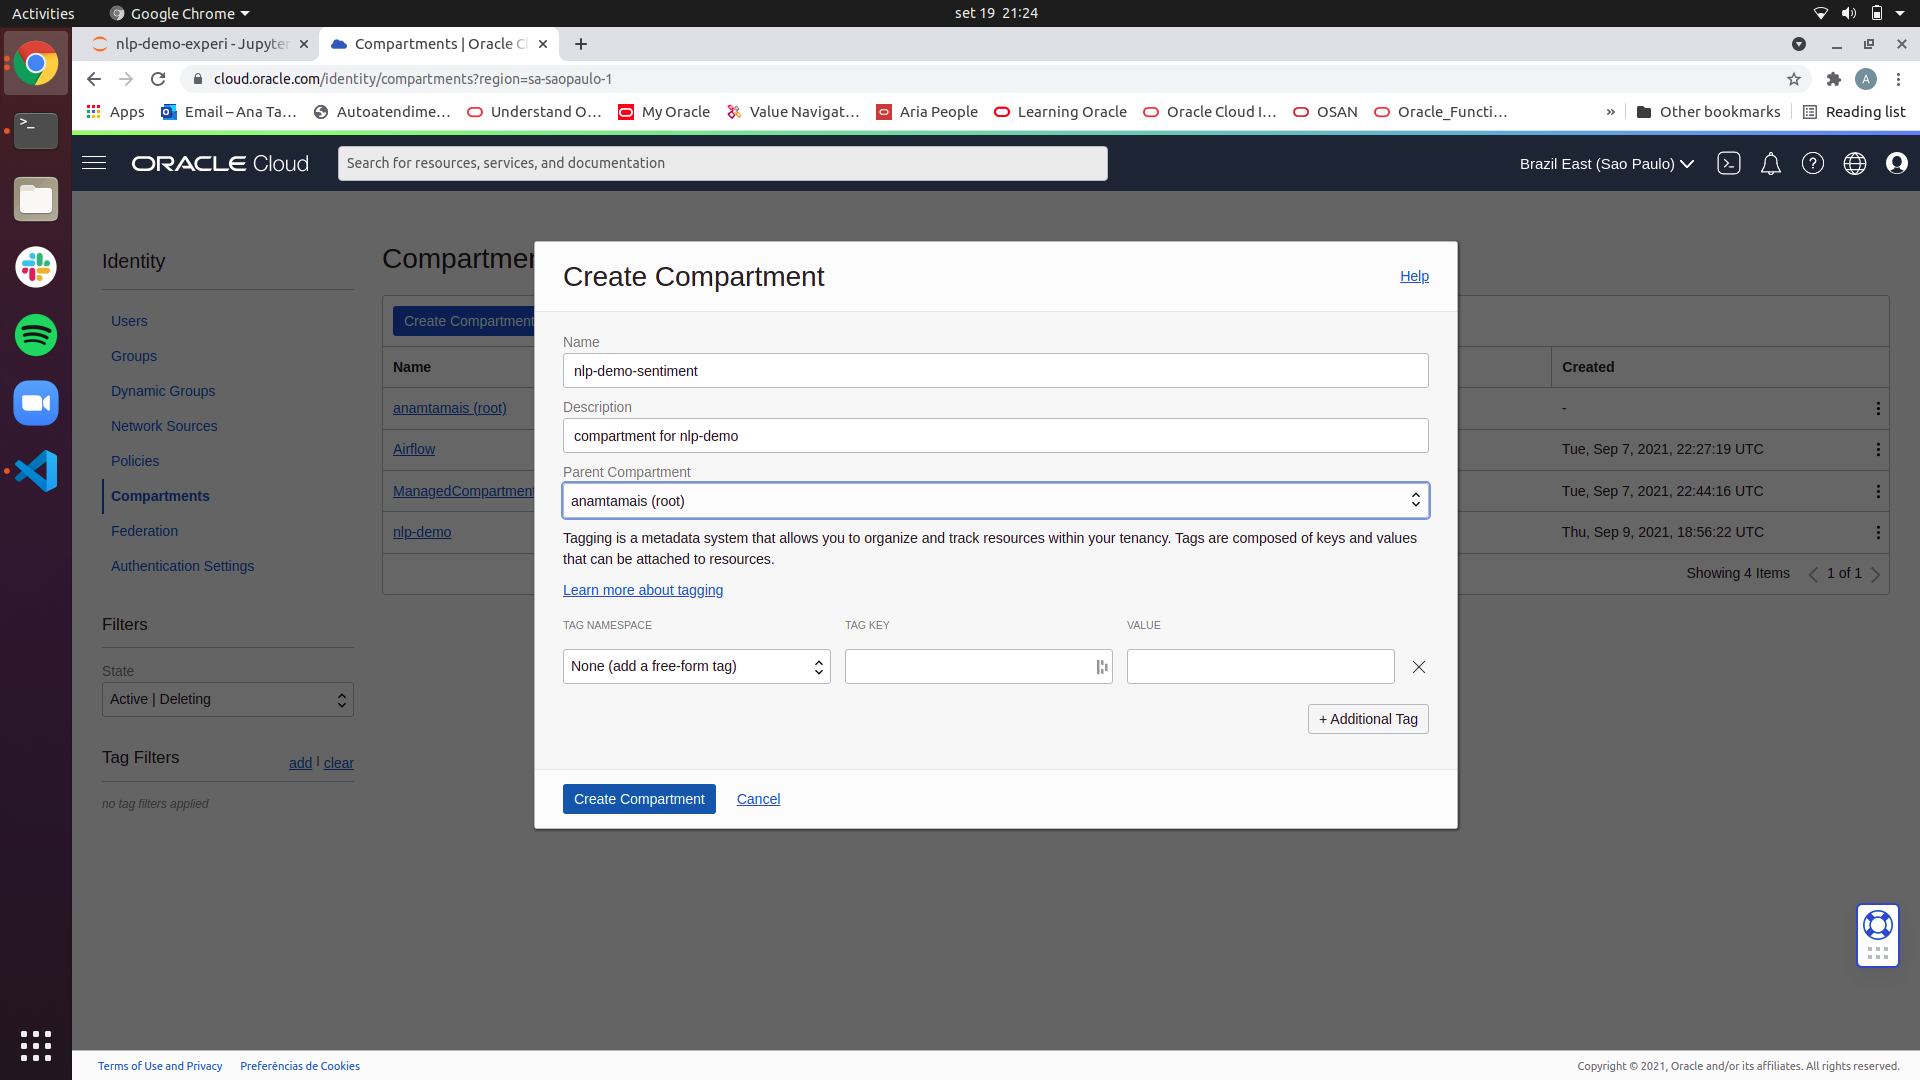 Activities
Google Chrome
set 19 21:24
nlp-demo-experi - Jupyter
Compartments | Oracle Cl
cloud.oracle.com/identity/compartments?region=sa-saopaulo-1
A
Apps
Email – Ana Ta…
Autoatendime…
Understand O…
My Oracle
Value Navigat…
Aria People
Learning Oracle
Oracle Cloud I…
OSAN
Oracle_Functi…
»
Other bookmarks
Reading list
ORACLE Cloud
Search for resources, services, and documentation
Brazil East (Sao Paulo)
Identity
Users
Groups
Dynamic Groups
Network Sources
Policies
Compartments
Federation
Authentication Settings
Filters
State
Active | Deleting
Tag Filters
add | clear
no tag filters applied
Compartmen
Create Compartment
Name
Created
anamtamais (root)
-
Airflow
Tue, Sep 7, 2021, 22:27:19 UTC
ManagedCompartment
Tue, Sep 7, 2021, 22:44:16 UTC
nlp-demo
Thu, Sep 9, 2021, 18:56:22 UTC
Showing 4 Items
1 of 1
Create Compartment
Help
Name
nlp-demo-sentiment
Description
compartment for nlp-demo
Parent Compartment
anamtamais (root)
Tagging is a metadata system that allows you to organize and track resources within your tenancy. Tags are composed of keys and values
that can be attached to resources.
Learn more about tagging
TAG NAMESPACE
TAG KEY
VALUE
None (add a free-form tag)
+ Additional Tag
Create Compartment
Cancel
Terms of Use and Privacy
Preferências de Cookies
Copyright © 2021, Oracle and/or its affiliates. All rights reserved.